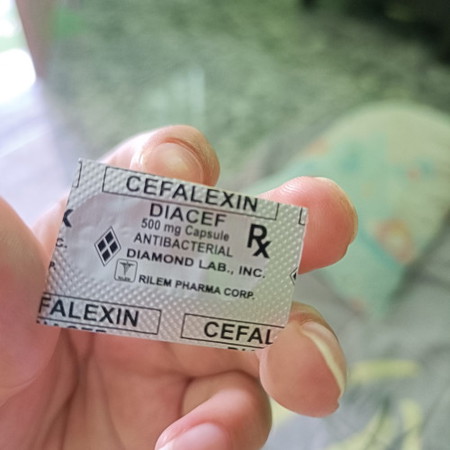 CEFALEXIN
DIACEF
500 mg Capsule
ANTIBACTERIAL
Rx
DIAMOND LAB., INC.
RILEM PHARMA CORP.
FALEXIN
CEFAL